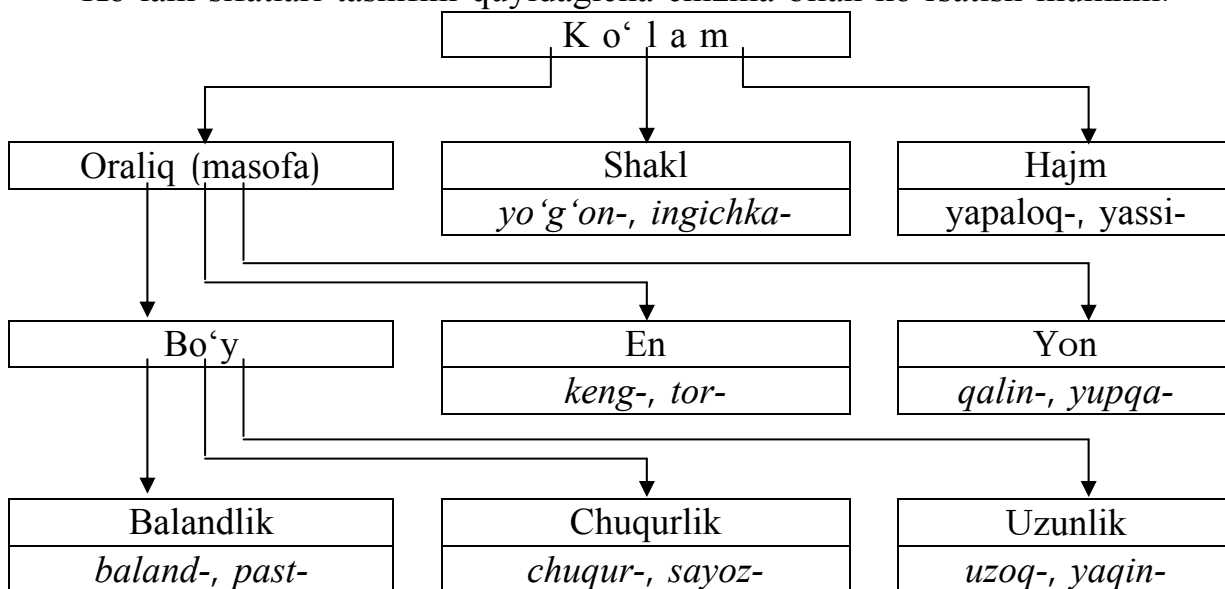 K o‘ l a m
Oraliq (masofa)
Shakl
Hajm
yo‘g‘on-, ingichka-
yapaloq-, yassi-
Bo‘y
En
Yon
keng-, tor-
qalin-, yupqa-
Balandlik
Chuqurlik
Uzunlik
baland-, past-
chuqur-, sayoz-
uzoq-, yaqin-